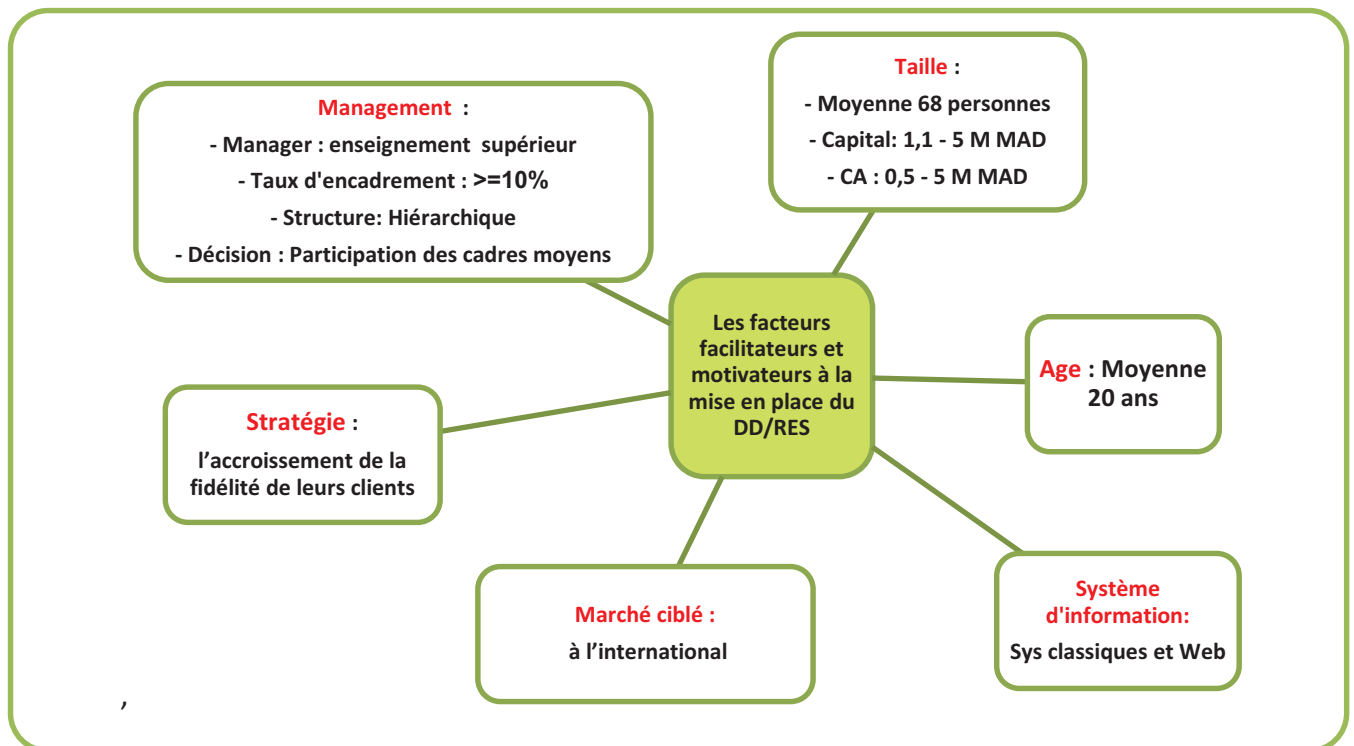 Management :
- Manager : enseignement supérieur
- Taux d'encadrement : >=10%
- Structure: Hiérarchique
- Décision : Participation des cadres moyens
Taille :
- Moyenne 68 personnes
- Capital: 1,1 - 5 M MAD
- CA : 0,5 - 5 M MAD
Les facteurs
facilitateurs et
motivateurs à la
mise en place du
DD/RES
Age : Moyenne
20 ans
Stratégie :
l’accroissement de la
fidélité de leurs clients
Marché ciblé :
à l’international
Système
d'information:
Sys classiques et Web
,